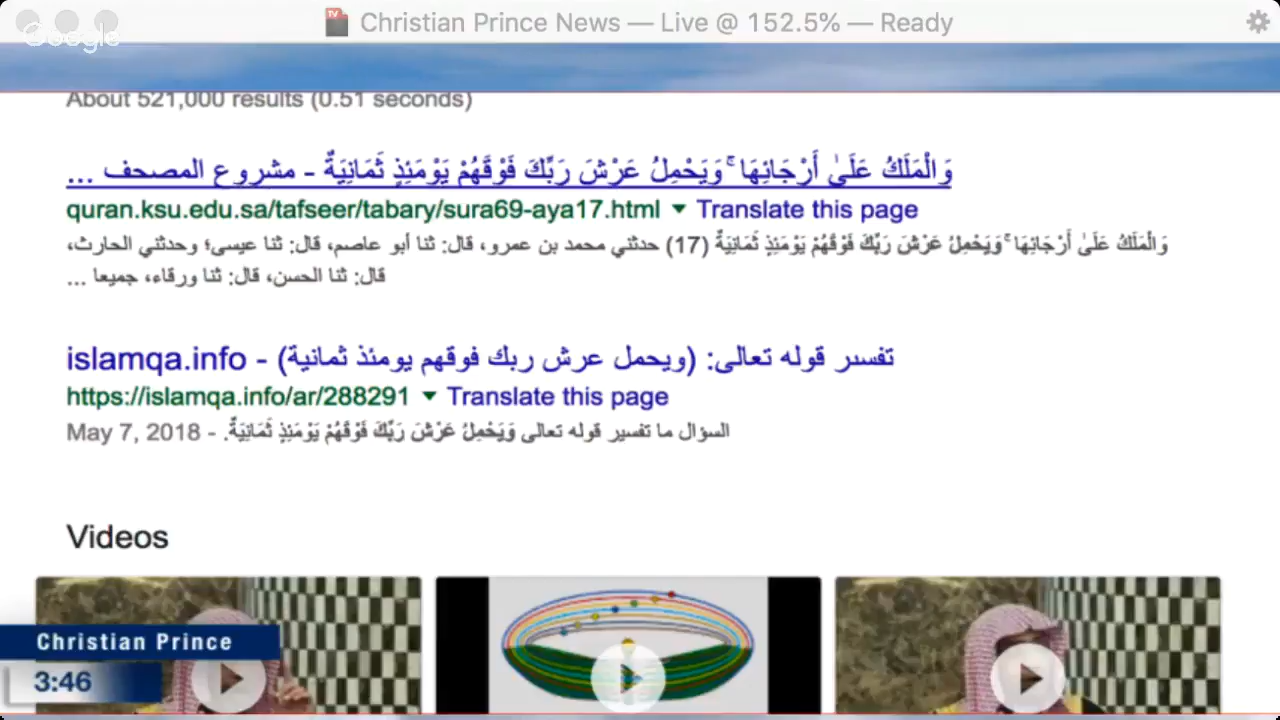 Christian Prince News — Live @ 152.5% — Ready
Google
About 521,000 results (0.51 seconds)
وَالْمَلَكُ عَلَىٰ أَرْجَائِهَا ۚ وَيَحْمِلُ عَرْشَ رَبِّكَ فَوْقَهُمْ يَوْمَئِذٍ ثَمَانِيَةٌ - مشروع المصحف ...
quran.ksu.edu.sa/tafseer/tabary/sura69-aya17.html ▼ Translate this page
وَالْمَلَكُ عَلَىٰ أَرْجَائِهَا ۚ وَيَحْمِلُ عَرْشَ رَبِّكَ فَوْقَهُمْ يَوْمَئِذٍ ثَمَانِيَةٌ (17) حدثني محمد بن عمرو، قال: ثنا أبو عاصم، قال: ثنا عيسى؛ وحدثني الحارث،
قال: ثنا الحسن، قال: ثنا ورقاء، جميعا ...
تفسير قوله تعالى: (ويحمل عرش ربك فوقهم يومئذ ثمانية) - islamqa.info
https://islamqa.info/ar/288291 ▼ Translate this page
May 7, 2018 - السؤال ما تفسير قوله تعالى وَيَحْمِلُ عَرْشَ رَبِّكَ فَوْقَهُمْ يَوْمَئِذٍ ثَمَانِيَةٌ.
Videos
Christian Prince
3:46